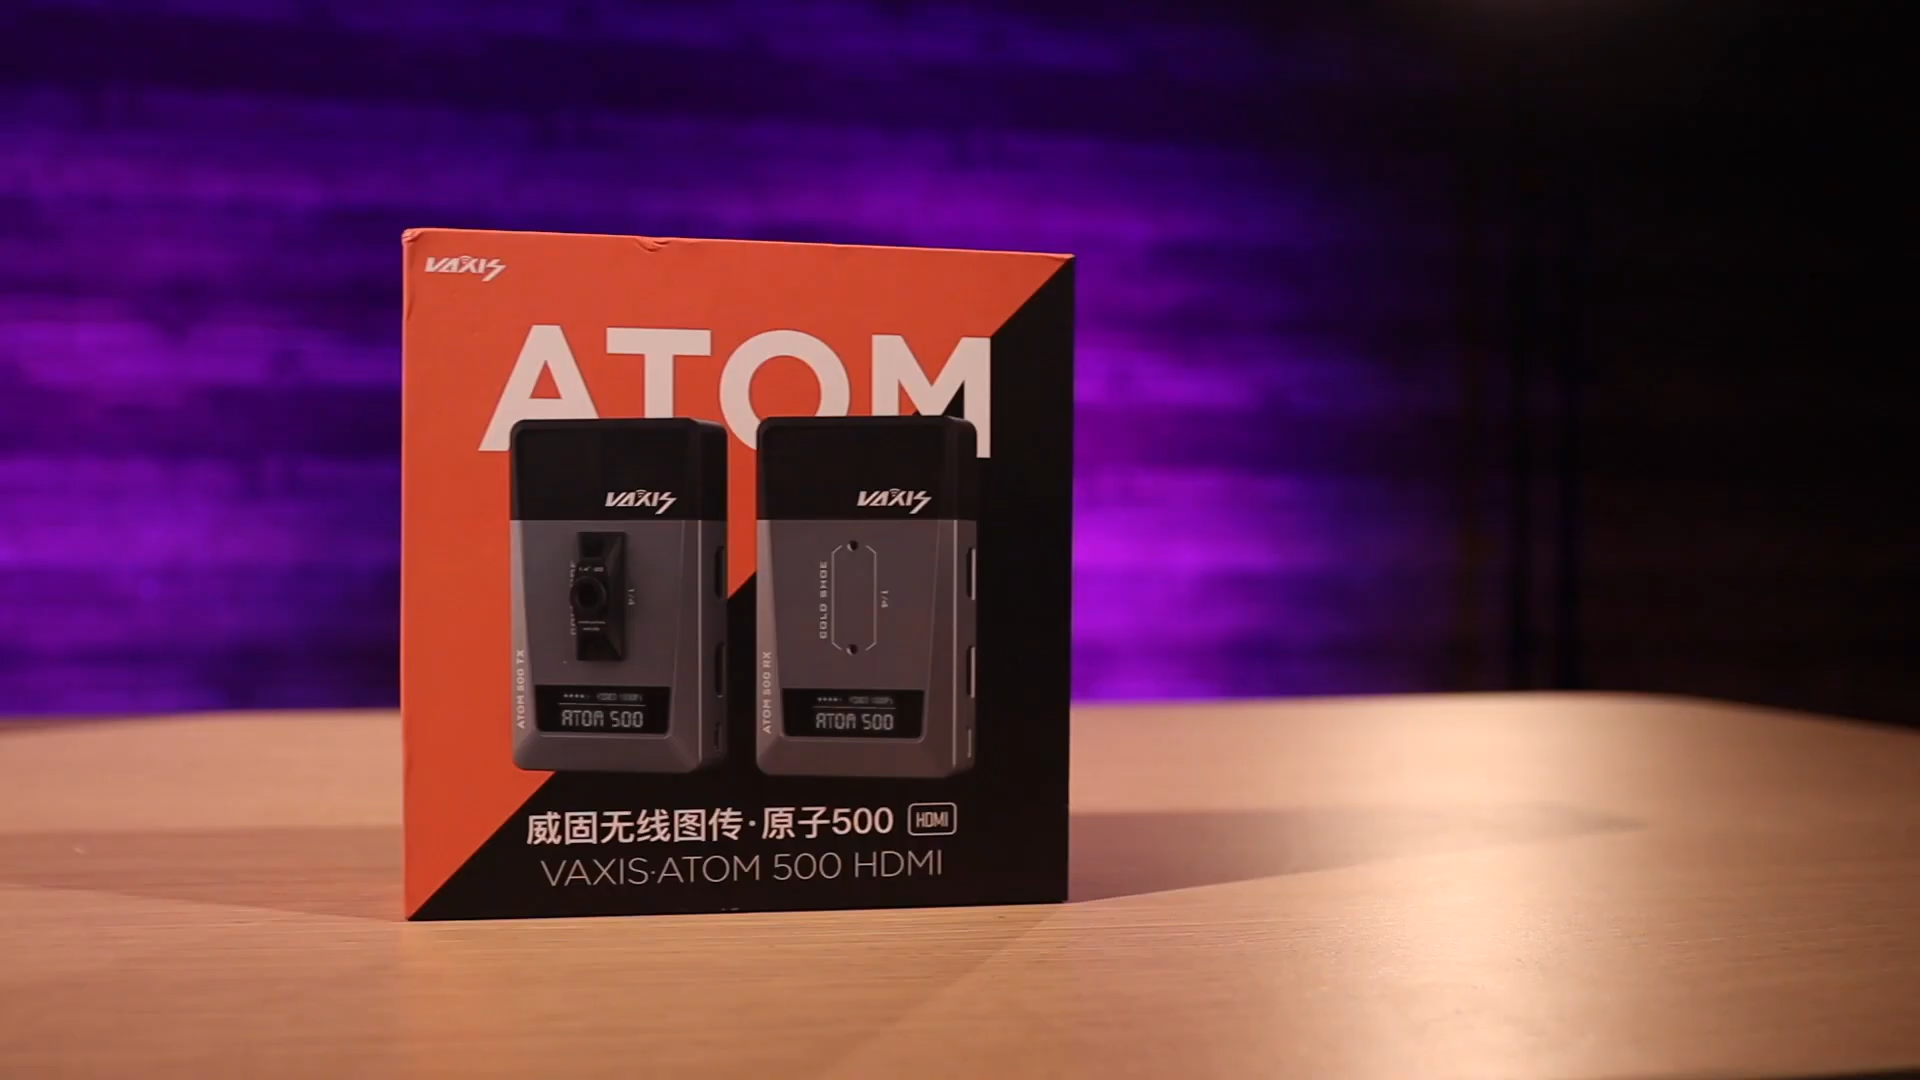 VAXIS
ATOM
VAXIS
VAXIS
COLD SHOE
1/4
1/4
ATOM 500 TX
ATOM 500
ATOM 500 RX
ATOM 500
威固无线图传·原子500 HDMI
VAXIS·ATOM 500 HDMI